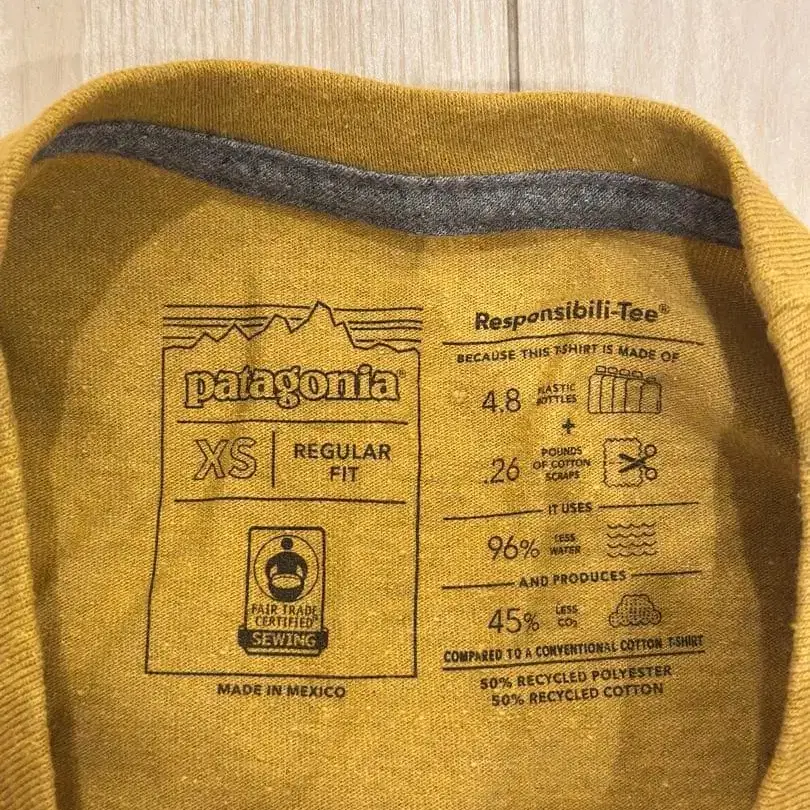 patagonia®
XS
REGULAR
FIT
FAIR TRADE
CERTIFIED
SEWING
MADE IN MEXICO
Responsibili-Tee®
BECAUSE THIS T-SHIRT IS MADE OF
4.8
PLASTIC
BOTTLES
+
.26
POUNDS
OF COTTON
SCRAPS
IT USES
96%
LESS
WATER
AND PRODUCES
45%
LESS
CO₂
COMPARED TO A CONVENTIONAL COTTON T-SHIRT
50% RECYCLED POLYESTER
50% RECYCLED COTTON